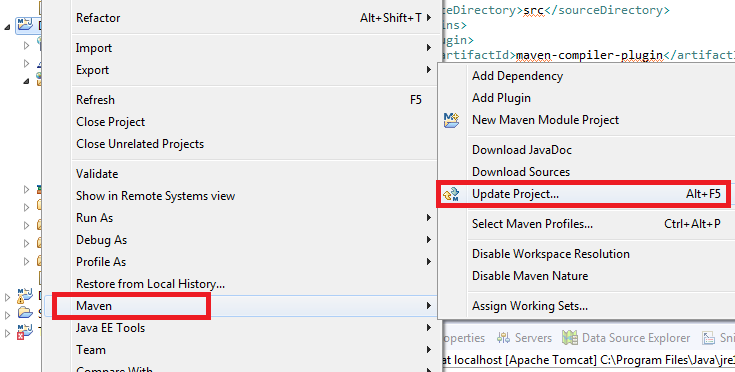 Refactor Alt+Shift+T
Import
Export
Refresh F5
Close Project
Close Unrelated Projects
Validate
Show in Remote Systems view
Run As
Debug As
Profile As
Restore from Local History...
Maven
Java EE Tools
Team
Compare With
ceDirectory>src</sourceDirectory>
ins>
ugin>
artifactId>maven-compiler-plugin</artifactI
Add Dependency
Add Plugin
New Maven Module Project
Download JavaDoc
Download Sources
Update Project... Alt+F5
Select Maven Profiles... Ctrl+Alt+P
Disable Workspace Resolution
Disable Maven Nature
Assign Working Sets...
operties Servers Data Source Explorer Sni
at localhost [Apache Tomcat] C:\Program Files\Java\jre